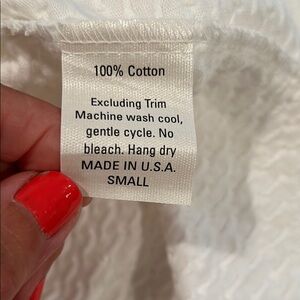 100% Cotton
Excluding Trim
Machine wash cool,
gentle cycle. No
bleach. Hang dry
MADE IN U.S.A.
SMALL